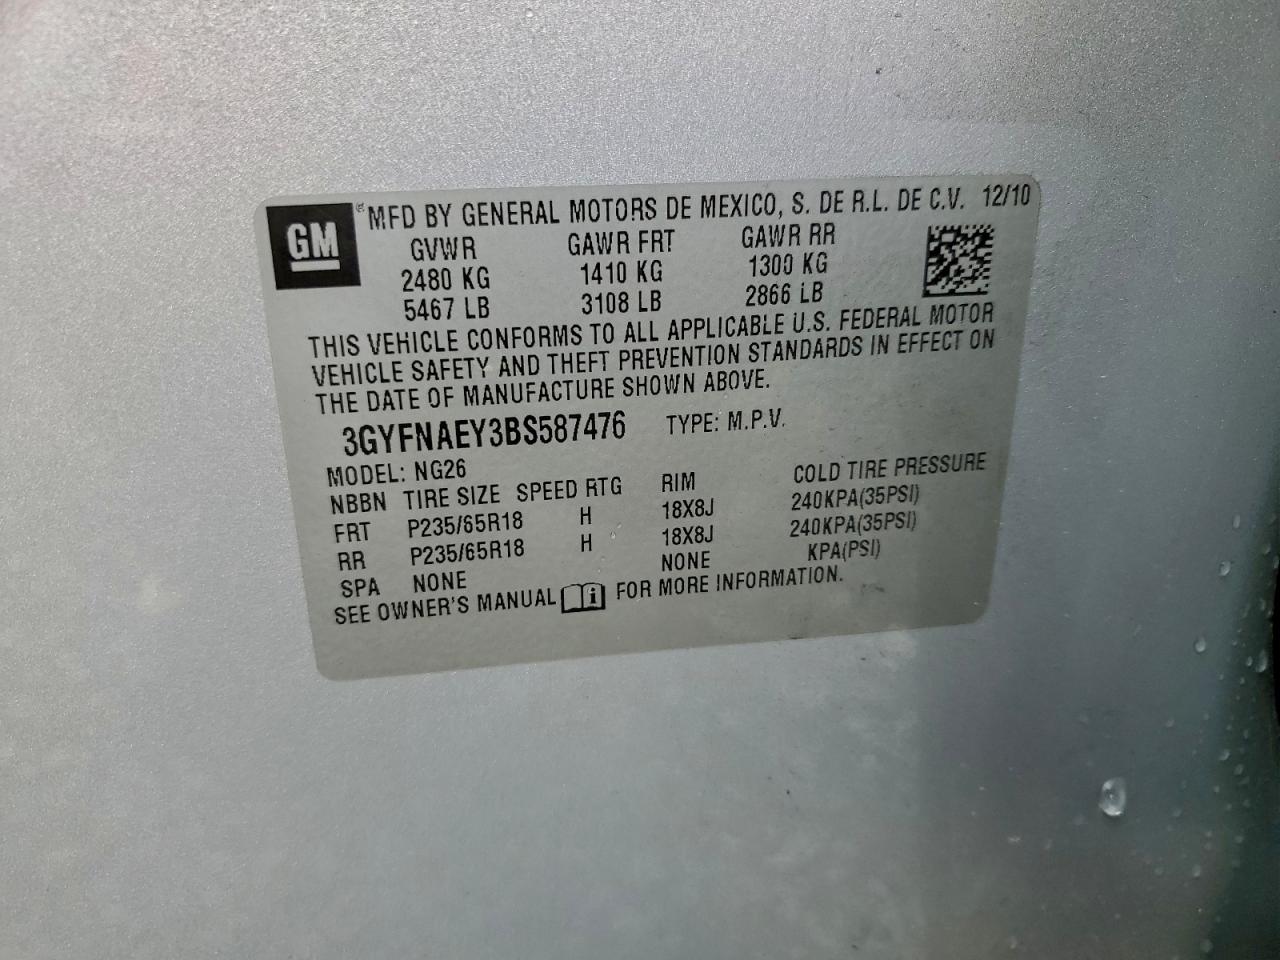 GM ® MFD BY GENERAL MOTORS DE MEXICO, S. DE R.L. DE C.V. 12/10
GVWR GAWR FRT GAWR RR
2480 KG 1410 KG 1300 KG
5467 LB 3108 LB 2866 LB
THIS VEHICLE CONFORMS TO ALL APPLICABLE U.S. FEDERAL MOTOR
VEHICLE SAFETY AND THEFT PREVENTION STANDARDS IN EFFECT ON
THE DATE OF MANUFACTURE SHOWN ABOVE.
3GYFNAEY3BS587476 TYPE: M.P.V.
MODEL: NG26
NBBN TIRE SIZE SPEED RTG RIM COLD TIRE PRESSURE
FRT P235/65R18 H 18X8J 240KPA(35PSI)
RR P235/65R18 H 18X8J 240KPA(35PSI)
SPA NONE NONE KPA(PSI)
SEE OWNER'S MANUAL i FOR MORE INFORMATION.